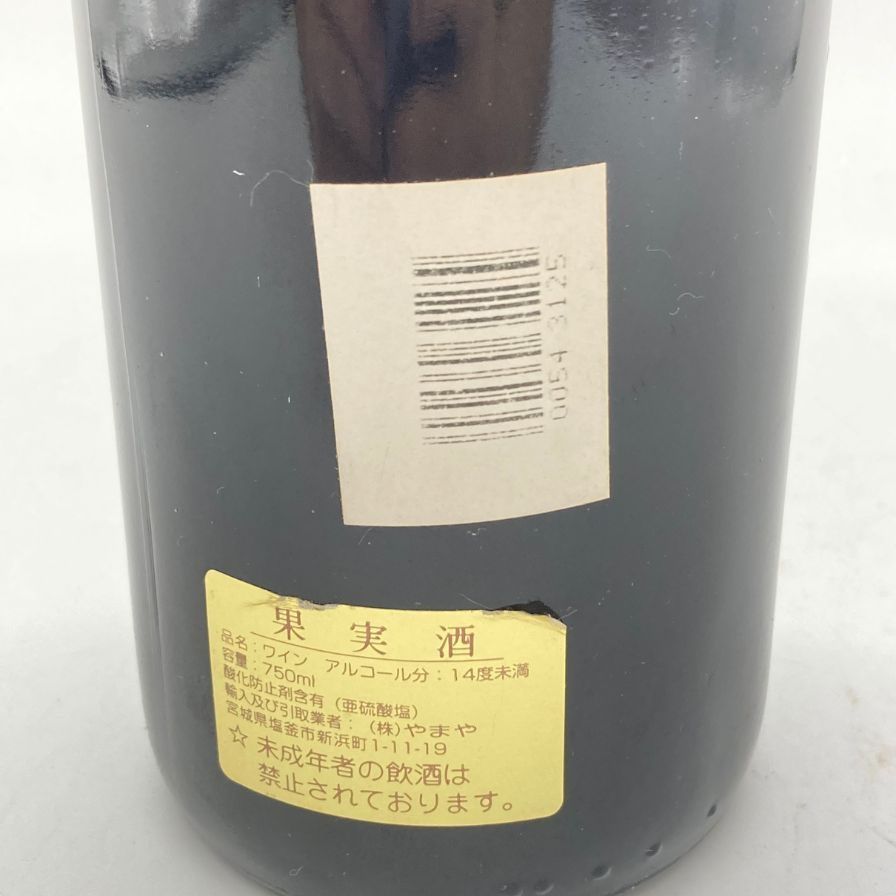 0054 3125
果実酒
品名：ワイン アルコール分：14度未満
容量：750ml
酸化防止剤含有（亜硫酸塩）
輸入及び引取業者：（株）やまや
宮城県塩釜市新浜町1-11-19
☆ 未成年者の飲酒は
禁止されております。